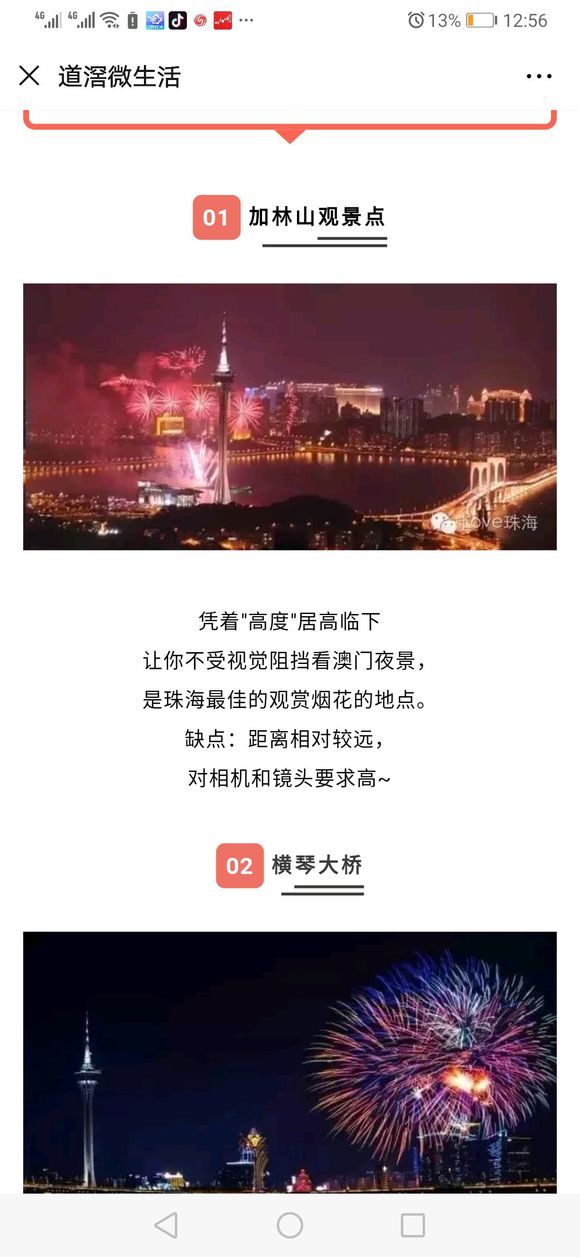 4G 4G 13% 12:56
道滘微生活
01 加林山观景点
Love珠海
凭着"高度"居高临下
让你不受视觉阻挡看澳门夜景，
是珠海最佳的观赏烟花的地点。
缺点：距离相对较远，
对相机和镜头要求高~
02 横琴大桥